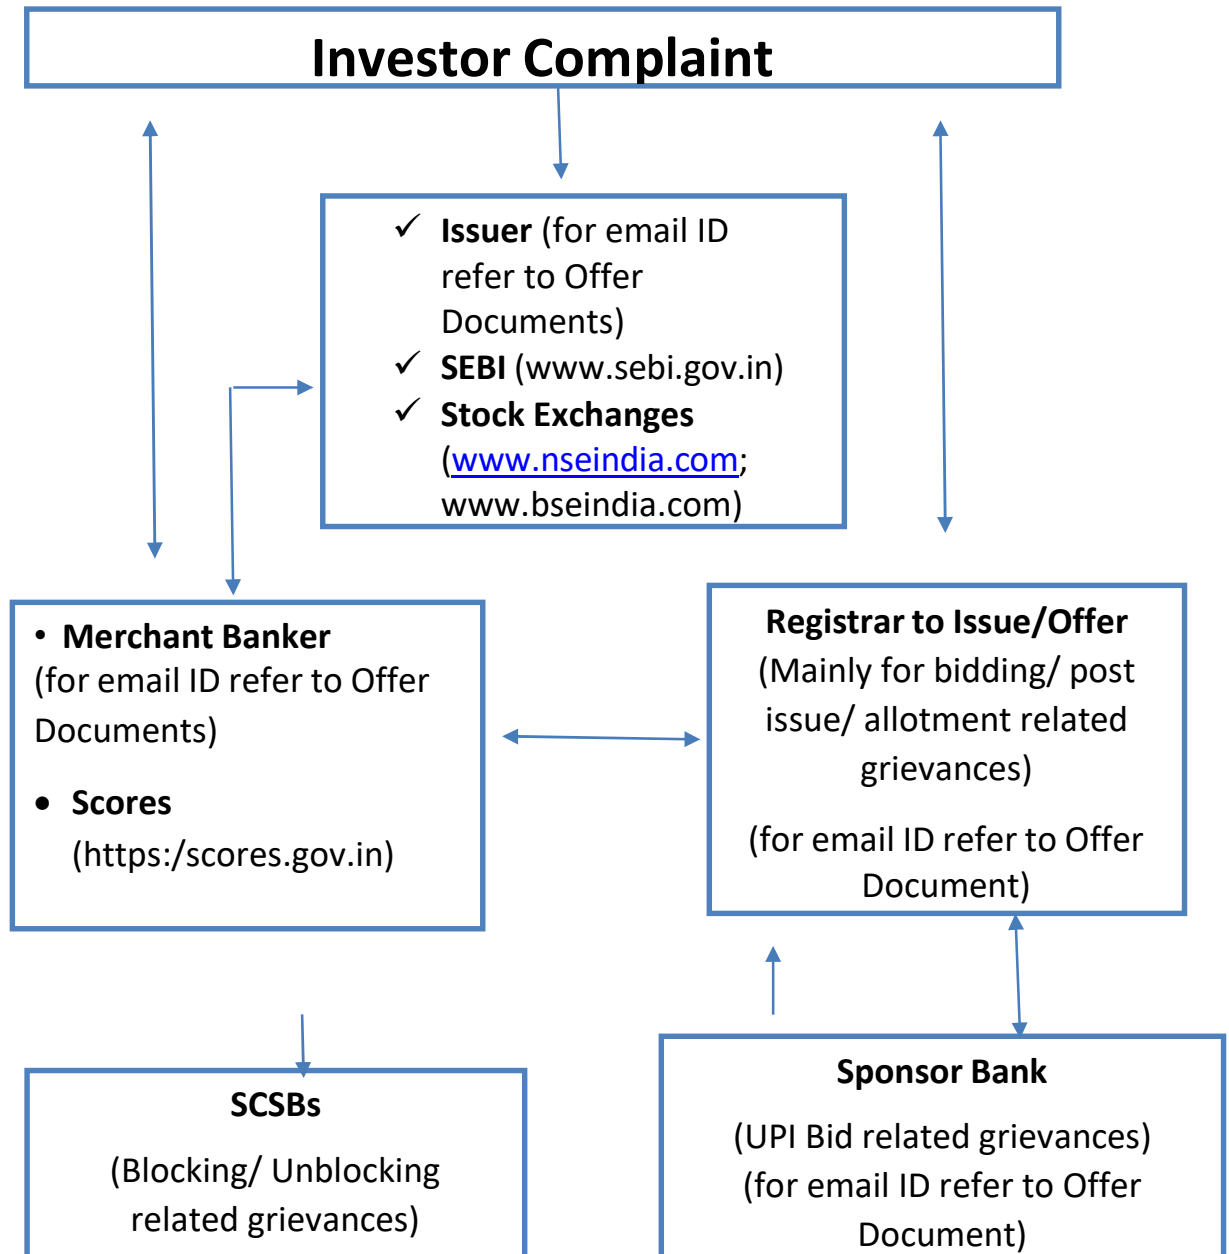 Investor Complaint
✓ Issuer (for email ID
refer to Offer
Documents)
✓ SEBI (www.sebi.gov.in)
✓ Stock Exchanges
(www.nseindia.com;
www.bseindia.com)
• Merchant Banker
(for email ID refer to Offer
Documents)
• Scores
(https:/scores.gov.in)
Registrar to Issue/Offer
(Mainly for bidding/ post
issue/ allotment related
grievances)
(for email ID refer to Offer
Document)
SCSBs
(Blocking/ Unblocking
related grievances)
Sponsor Bank
(UPI Bid related grievances)
(for email ID refer to Offer
Document)